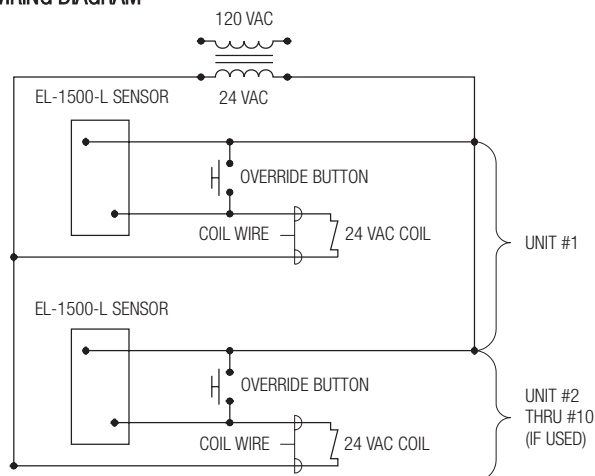 WIRING DIAGRAM
120 VAC
24 VAC
EL-1500-L SENSOR
OVERRIDE BUTTON
COIL WIRE
24 VAC COIL
UNIT #1
EL-1500-L SENSOR
OVERRIDE BUTTON
COIL WIRE
24 VAC COIL
UNIT #2
THRU #10
(IF USED)